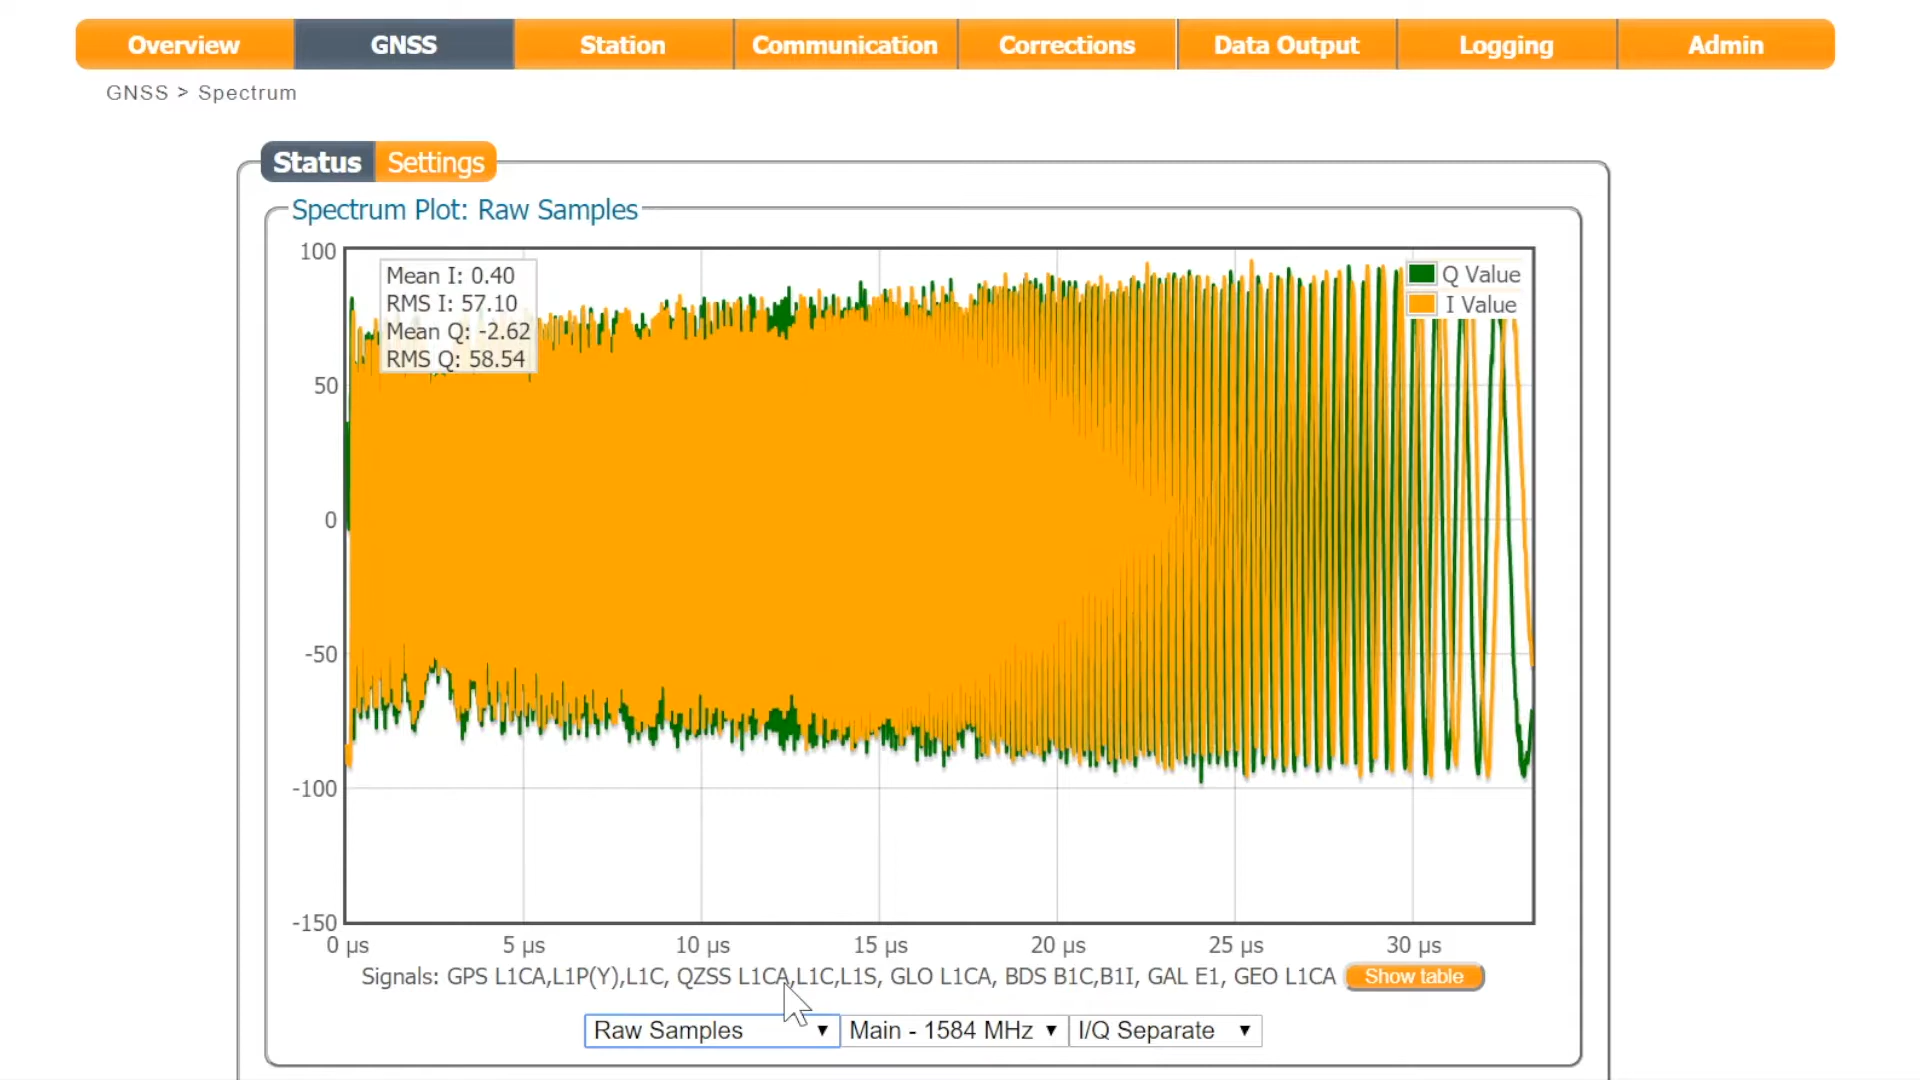 Overview GNSS Station Communication Corrections Data Output Logging Admin
GNSS > Spectrum
Status Settings
Spectrum Plot: Raw Samples
100
50
0
-50
-100
-150
Mean I: 0.40
RMS I: 57.10
Mean Q: -2.62
RMS Q: 58.54
Q Value
I Value
0 µs 5 µs 10 µs 15 µs 20 µs 25 µs 30 µs
Signals: GPS L1CA,L1P(Y),L1C, QZSS L1CA,L1C,L1S, GLO L1CA, BDS B1C,B1I, GAL E1, GEO L1CA Show table
Raw Samples Main - 1584 MHz I/Q Separate